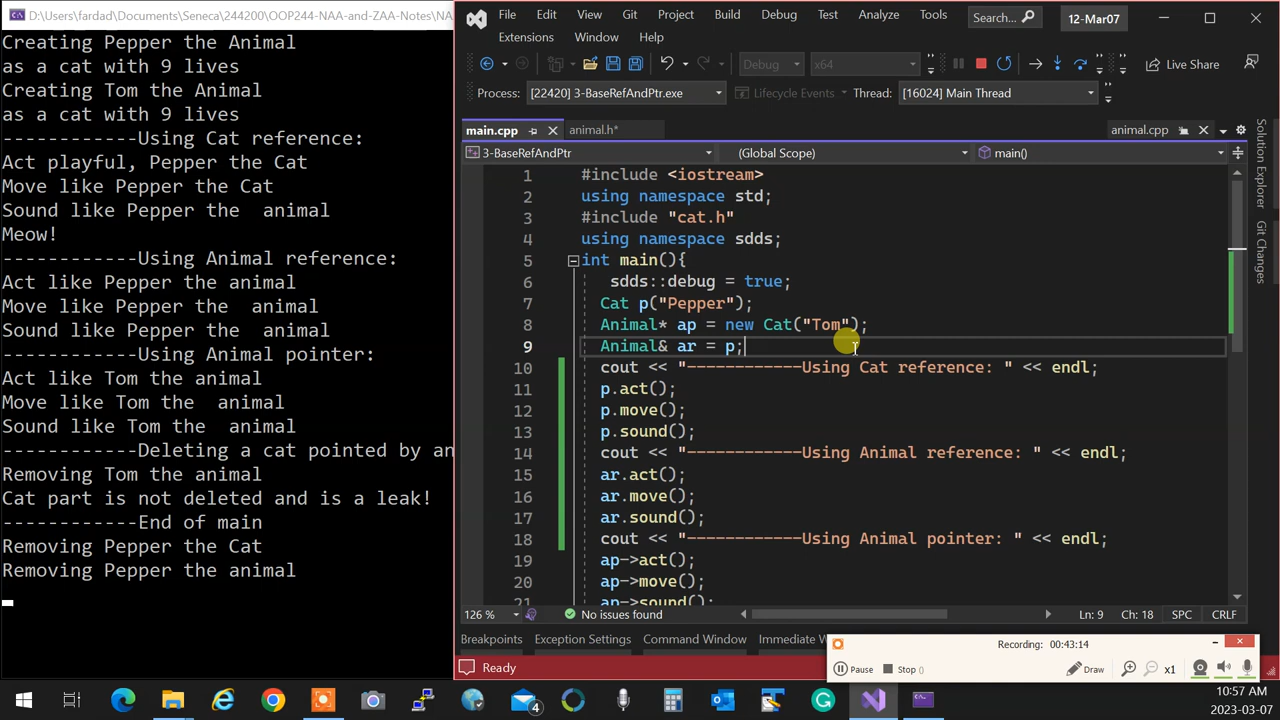 D:\Users\fardad\Documents\Seneca\244200\OOP244-NAA-and-ZAA-Notes\NA
Creating Pepper the Animal
as a cat with 9 lives
Creating Tom the Animal
as a cat with 9 lives
------------Using Cat reference:
Act playful, Pepper the Cat
Move like Pepper the Cat
Sound like Pepper the  animal
Meow!
------------Using Animal reference:
Act like Pepper the  animal
Move like Pepper the  animal
Sound like Pepper the  animal
------------Using Animal pointer:
Act like Tom the  animal
Move like Tom the  animal
Sound like Tom the  animal
------------Deleting a cat pointed by an
Removing Tom the animal
Cat part is not deleted and is a leak!
------------End of main
Removing Pepper the Cat
Removing Pepper the animal
File Edit View Git Project Build Debug Test Analyze Tools Search... 12-Mar07
Extensions Window Help
Debug x64 Live Share
Process: [22420] 3-BaseRefAndPtr.exe Lifecycle Events Thread: [16024] Main Thread
main.cpp animal.h* animal.cpp
3-BaseRefAndPtr (Global Scope) main()
1 #include <iostream>
2 using namespace std;
3 #include "cat.h"
4 using namespace sdds;
5 int main(){
6 sdds::debug = true;
7 Cat p("Pepper");
8 Animal* ap = new Cat("Tom");
9 Animal& ar = p;
10 cout << "------------Using Cat reference: " << endl;
11 p.act();
12 p.move();
13 p.sound();
14 cout << "------------Using Animal reference: " << endl;
15 ar.act();
16 ar.move();
17 ar.sound();
18 cout << "------------Using Animal pointer: " << endl;
19 ap->act();
20 ap->move();
21 ap->sound();
Solution Explorer
Git Changes
126 % No issues found Ln: 9 Ch: 18 SPC CRLF
Breakpoints Exception Settings Command Window Immediate W
Ready
Recording: 00:43:14
Pause Stop () Draw x1
4
10:57 AM
2023-03-07